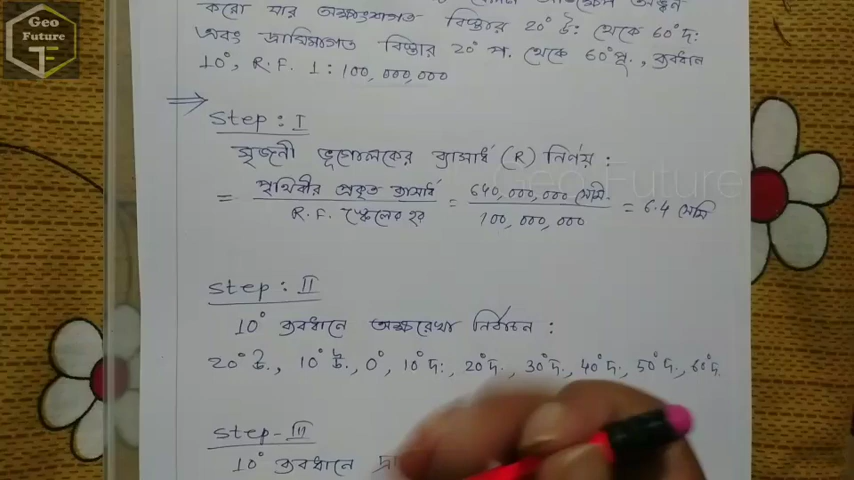 Geo
Future
করো যার অক্ষাংশগত বিস্তার 20° উঃ থেকে 60° দঃ
এবং দ্রাঘিমাগত বিস্তার 20° প. থেকে 60° পূ., ব্যবধান
10°, R.F. 1 : 100,000,000
Step : I
সৃজনী ভূগোলকের ব্যাসার্ধ (R) নির্ণয় :
= পৃথিবীর প্রকৃত ব্যাসার্ধ / R.F. স্কেলের হর = 640,000,000 সেমি. / 100,000,000 = 6.4 সেমি
Geo Future
Step : II
10° ব্যবধানে অক্ষরেখা নির্বাচন :
20° উ., 10° উ., 0°, 10° দ., 20° দ., 30° দ., 40° দ., 50° দ., 60° দ.
Step - III
10° ব্যবধানে